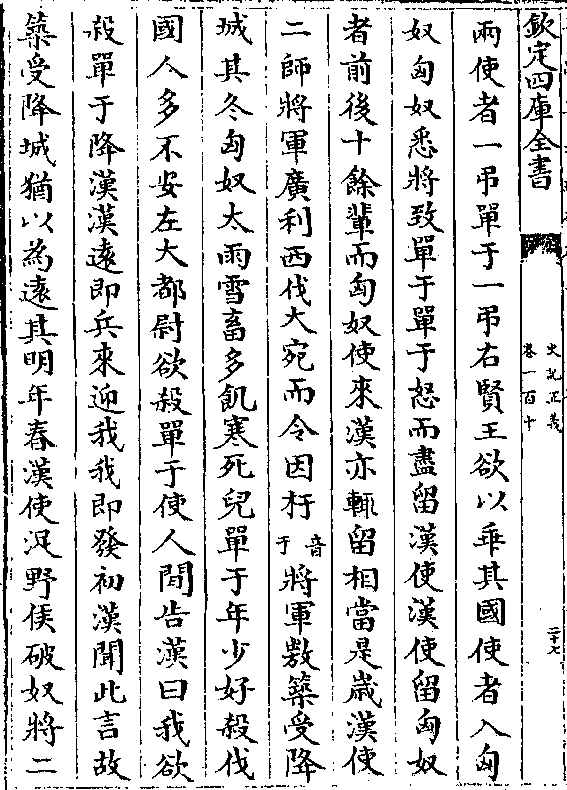 欽定四庫全書
史記正義
卷一百十
二十七
兩使者一弔單于一弔右賢王欲以乖其國使者入匈
奴匈奴悉將致單于單于怒而盡留漢使漢使留匈奴
者前後十餘輩而匈奴使來漢亦輒留相當是歲漢使
二師將軍廣利西伐大宛而令因杅音于將軍敖築受降
城其冬匈奴大雨雪畜多飢寒死兒單于年少好殺伐
國人多不安左大都尉欲殺單于使人間告漢曰我欲
殺單于降漢漢遠即兵來迎我我即發初漢聞此言故
築受降城猶以為遠其明年春漢使浞野侯破奴將二